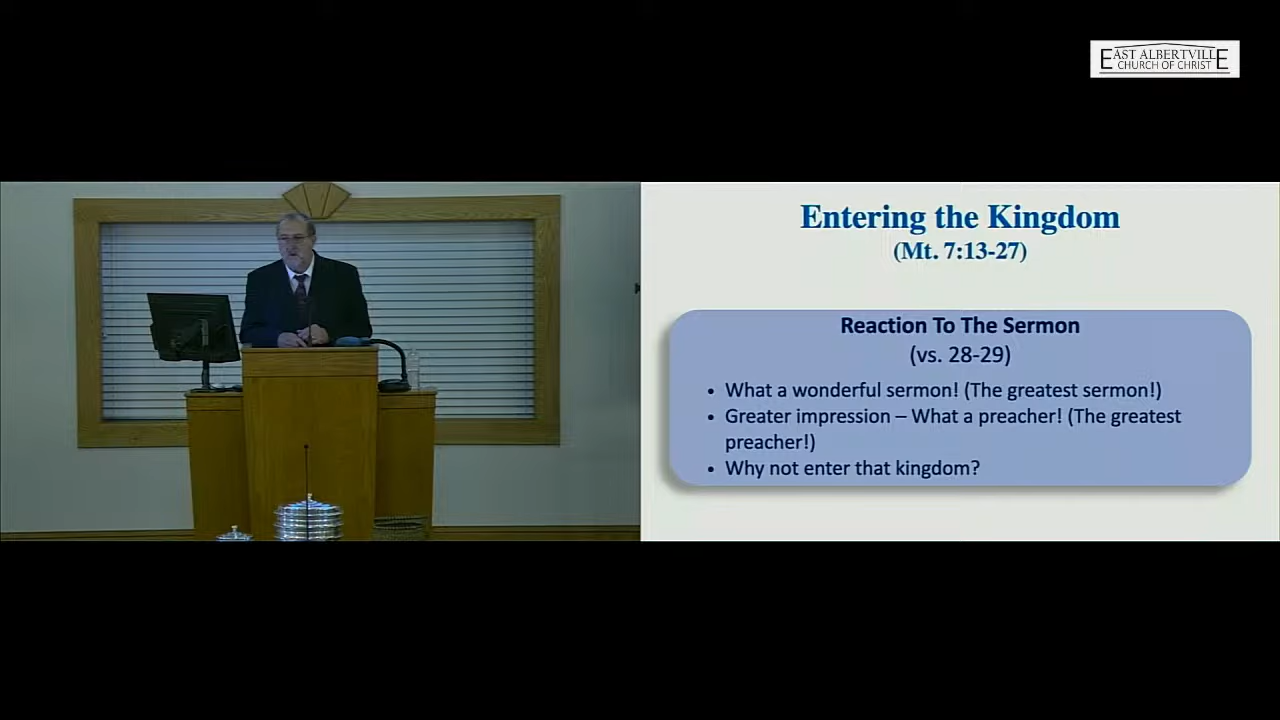 EAST ALBERTVILLE
CHURCH OF CHRIST
Entering the Kingdom
(Mt. 7:13-27)
Reaction To The Sermon
(vs. 28-29)
• What a wonderful sermon! (The greatest sermon!)
• Greater impression – What a preacher! (The greatest
preacher!)
• Why not enter that kingdom?